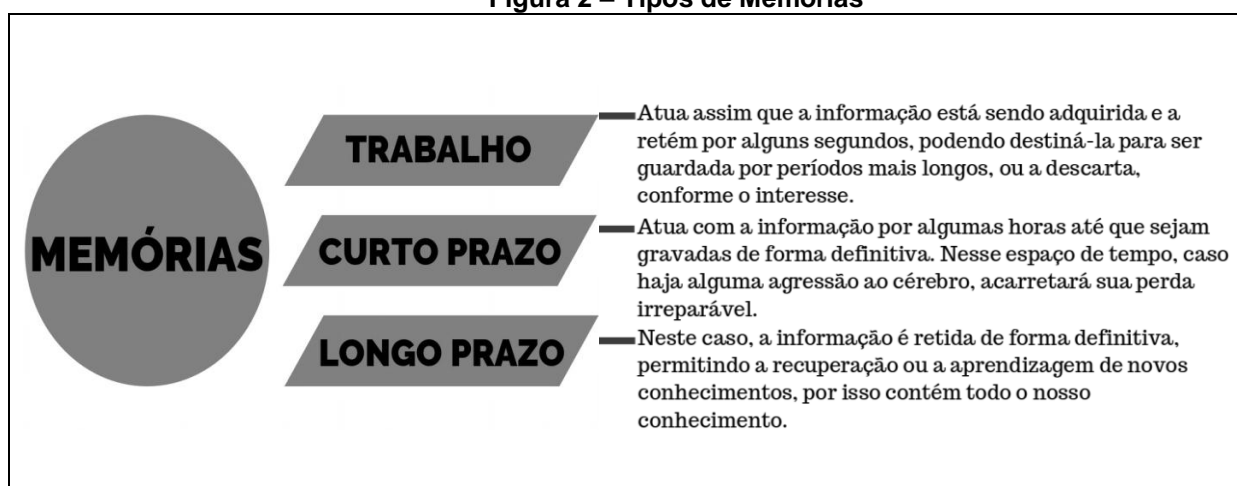 Figura 2 – Tipos de Memórias
MEMÓRIAS
TRABALHO
Atua assim que a informação está sendo adquirida e a
retém por alguns segundos, podendo destiná-la para ser
guardada por períodos mais longos, ou a descarta,
conforme o interesse.
CURTO PRAZO
Atua com a informação por algumas horas até que sejam
gravadas de forma definitiva. Nesse espaço de tempo, caso
haja alguma agressão ao cérebro, acarretará sua perda
irreparável.
LONGO PRAZO
Neste caso, a informação é retida de forma definitiva,
permitindo a recuperação ou a aprendizagem de novos
conhecimentos, por isso contém todo o nosso
conhecimento.